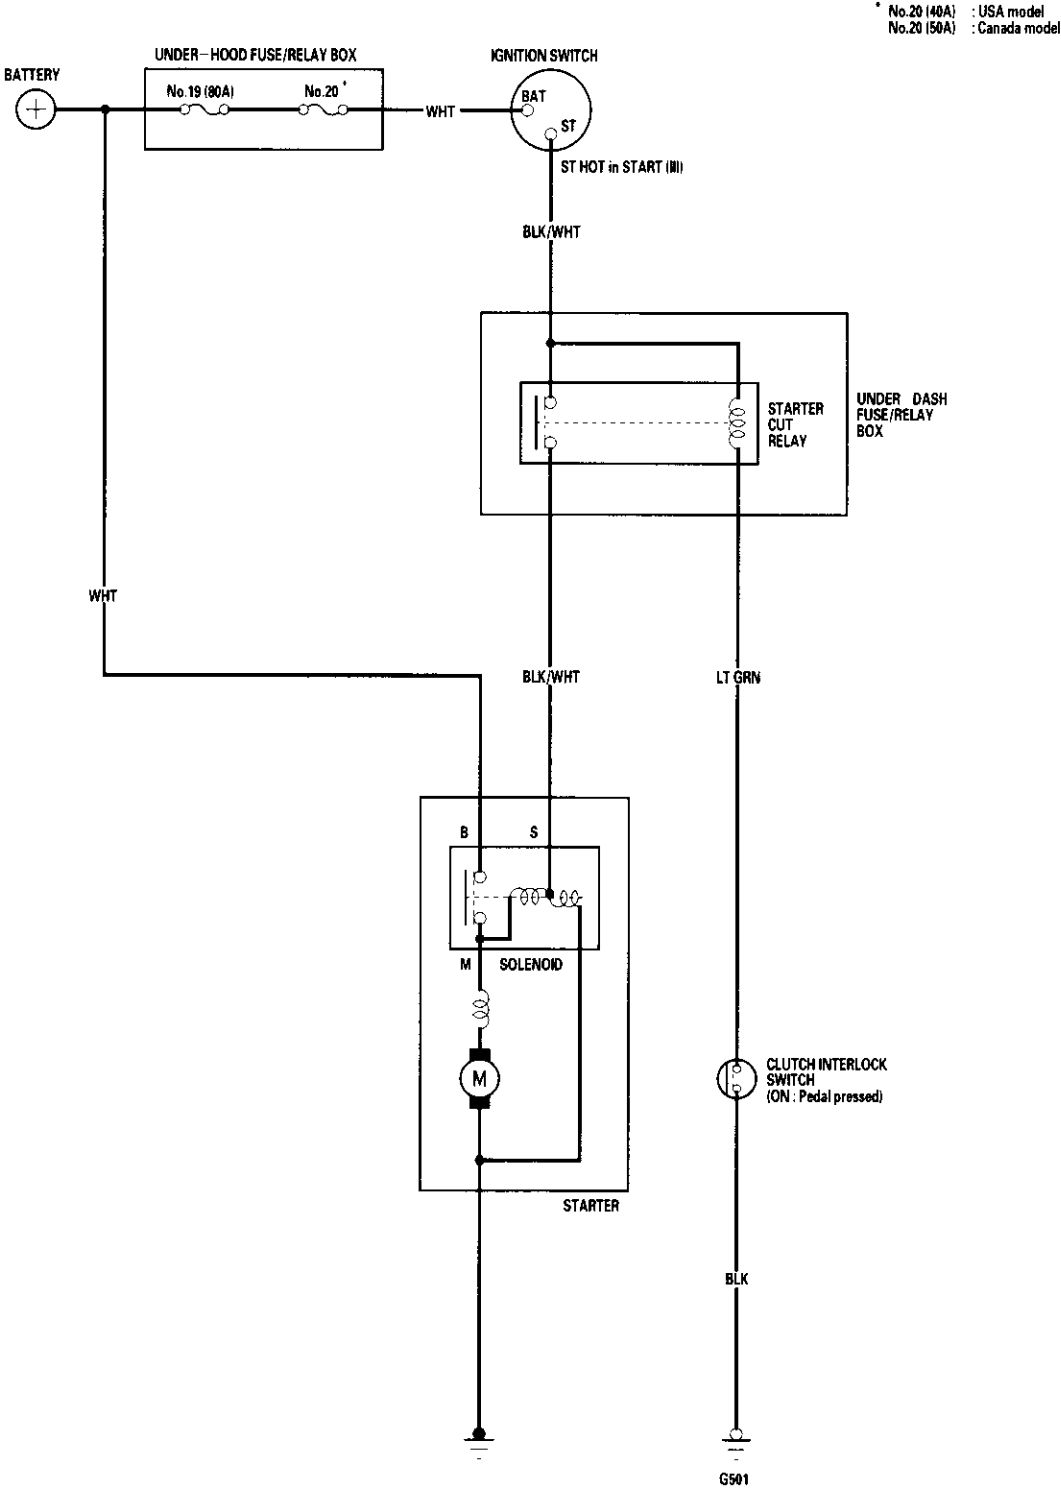 * No.20 (40A) : USA model
No.20 (50A) : Canada model
UNDER-HOOD FUSE/RELAY BOX
IGNITION SWITCH
BATTERY
No.19 (80A)
No.20 *
BAT
WHT
ST
ST HOT in START (III)
BLK/WHT
STARTER
CUT
RELAY
UNDER DASH
FUSE/RELAY
BOX
WHT
BLK/WHT
LT GRN
B
S
M
SOLENOID
M
CLUTCH INTERLOCK
SWITCH
(ON : Pedal pressed)
STARTER
BLK
G501